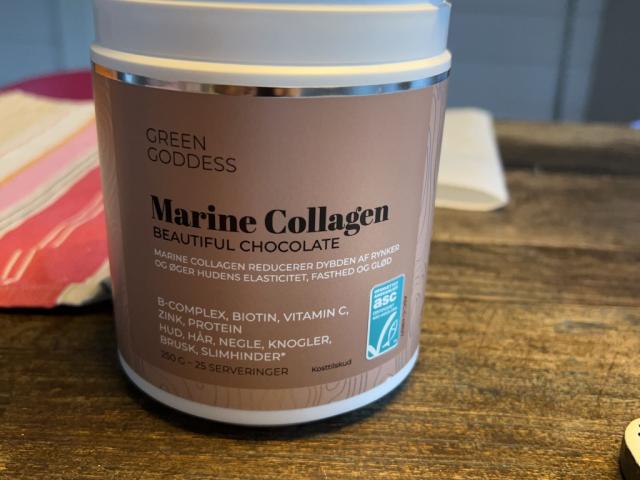 GREEN
GODDESS
Marine Collagen
BEAUTIFUL CHOCOLATE
MARINE COLLAGEN REDUCERER DYBDEN AF RYNKER
OG ØGER HUDENS ELASTICITET, FASTHED OG GLØD
B-COMPLEX, BIOTIN, VITAMIN C,
ZINK, PROTEIN
HUD, HÅR, NEGLE, KNOGLER,
BRUSK, SLIMHINDER*
250 G – 25 SERVERINGER
Kosttilskud
asc